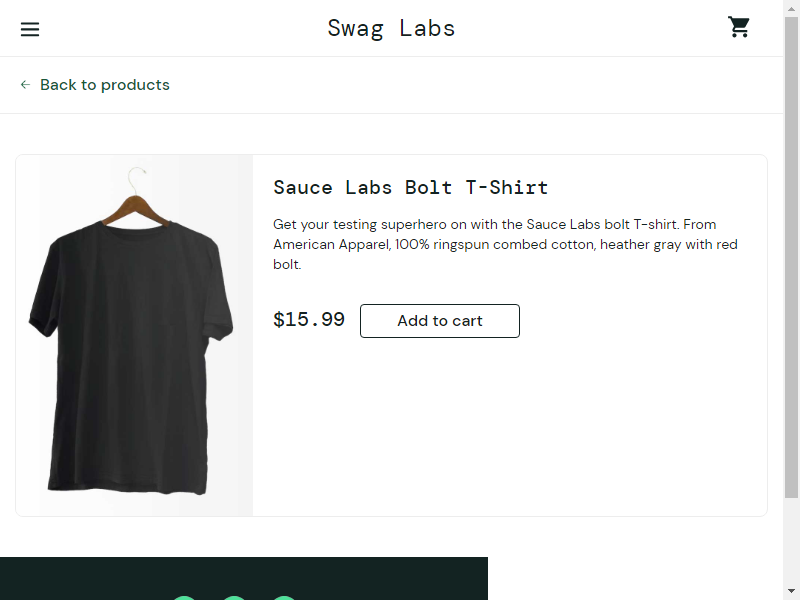 Swag Labs
Back to products
Sauce Labs Bolt T-Shirt
Get your testing superhero on with the Sauce Labs bolt T-shirt. From
American Apparel, 100% ringspun combed cotton, heather gray with red
bolt.
$15.99 Add to cart